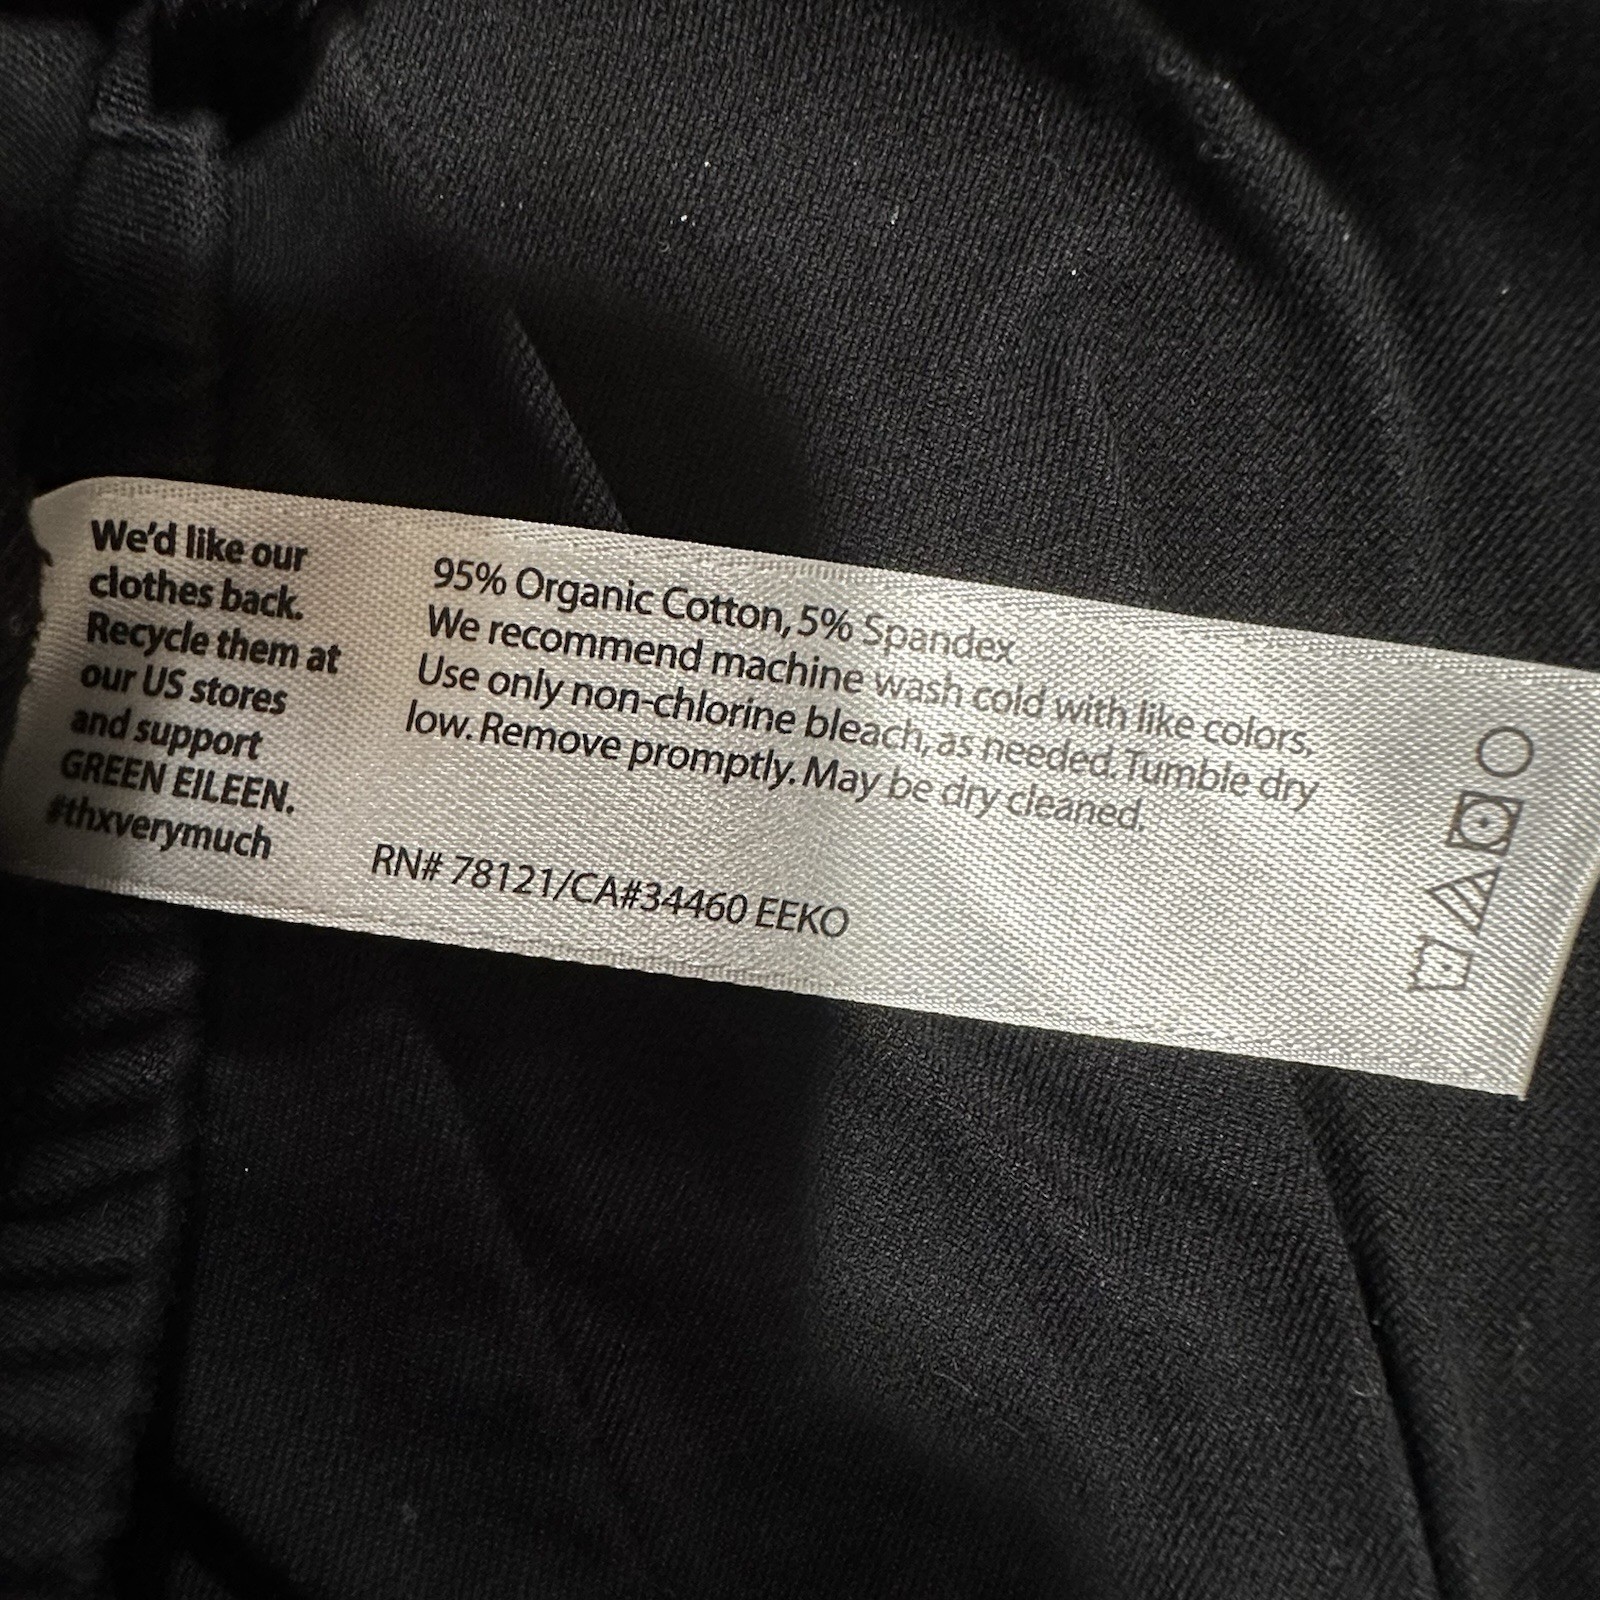 We'd like our
clothes back.
Recycle them at
our US stores
and support
GREEN EILEEN.
#thxverymuch
95% Organic Cotton, 5% Spandex
We recommend machine wash cold with like colors,
Use only non-chlorine bleach, as needed. Tumble dry
low. Remove promptly. May be dry cleaned.
RN# 78121/CA#34460 EEKO